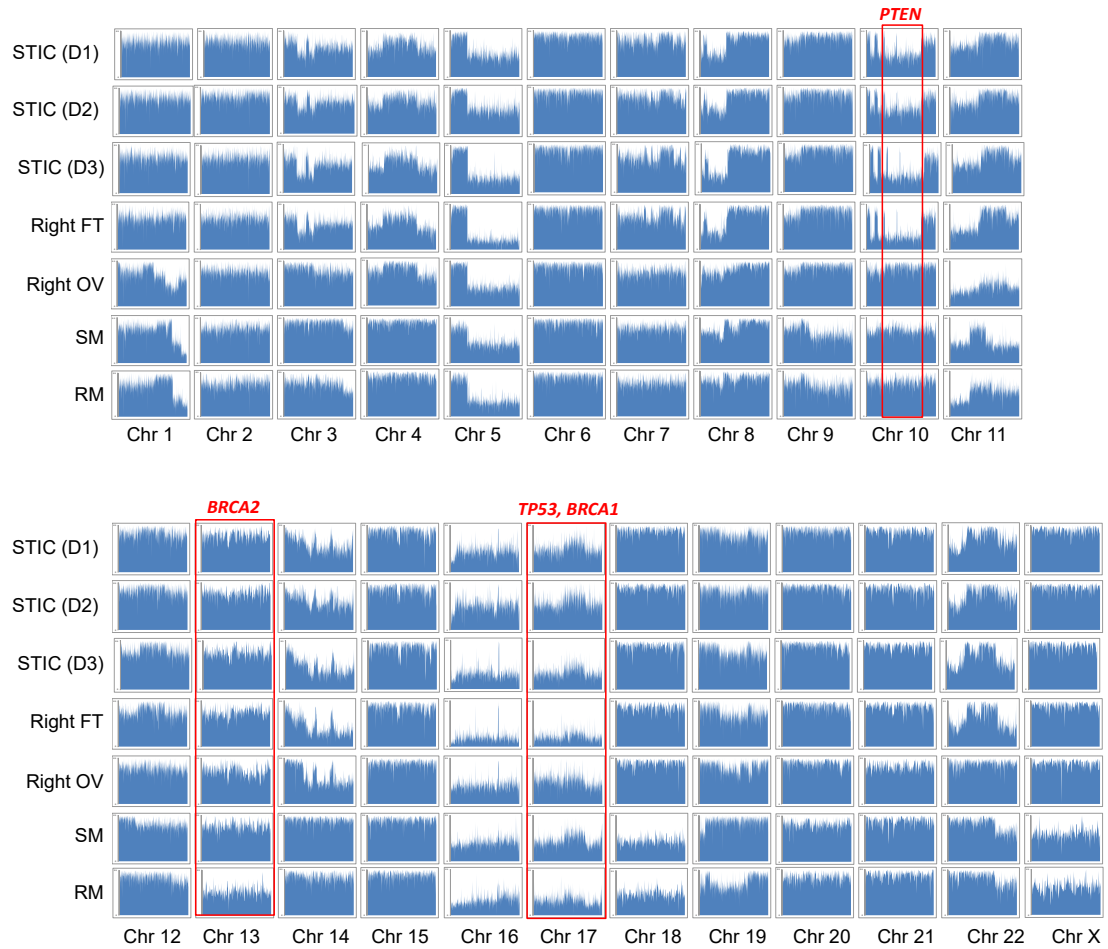 PTEN
STIC (D1)
STIC (D2)
STIC (D3)
Right FT
Right OV
SM
RM
Chr 1 Chr 2 Chr 3 Chr 4 Chr 5 Chr 6 Chr 7 Chr 8 Chr 9 Chr 10 Chr 11
BRCA2 TP53, BRCA1
STIC (D1)
STIC (D2)
STIC (D3)
Right FT
Right OV
SM
RM
Chr 12 Chr 13 Chr 14 Chr 15 Chr 16 Chr 17 Chr 18 Chr 19 Chr 20 Chr 21 Chr 22 Chr X